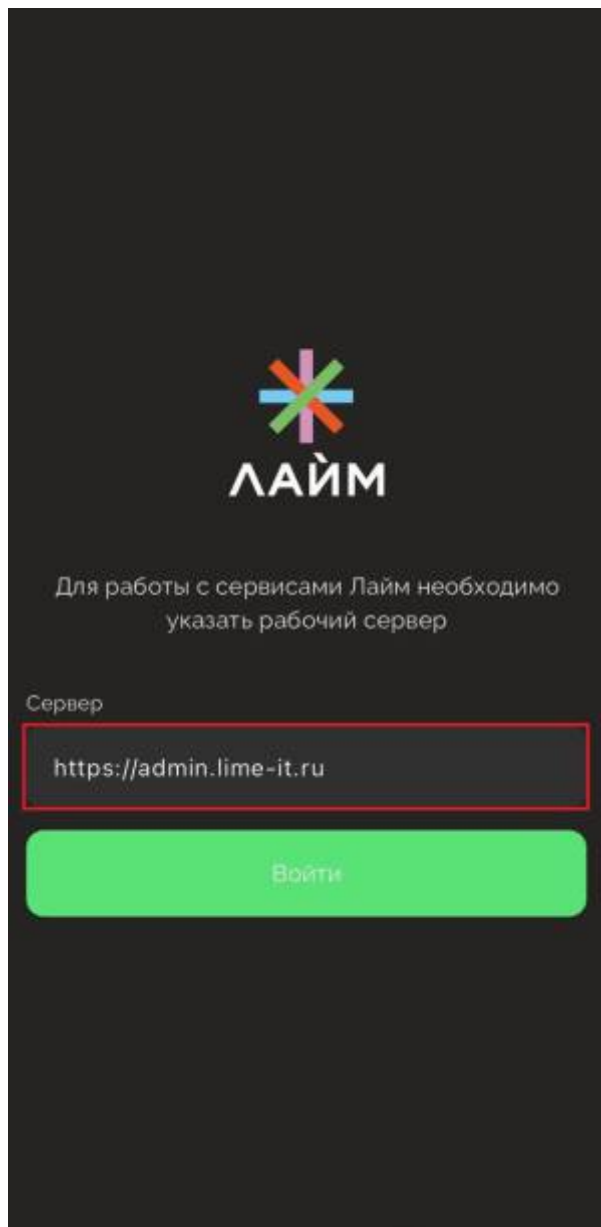 ЛАЙМ
Для работы с сервисами Лайм необходимо
указать рабочий сервер
Сервер
https://admin.lime-it.ru
Войти